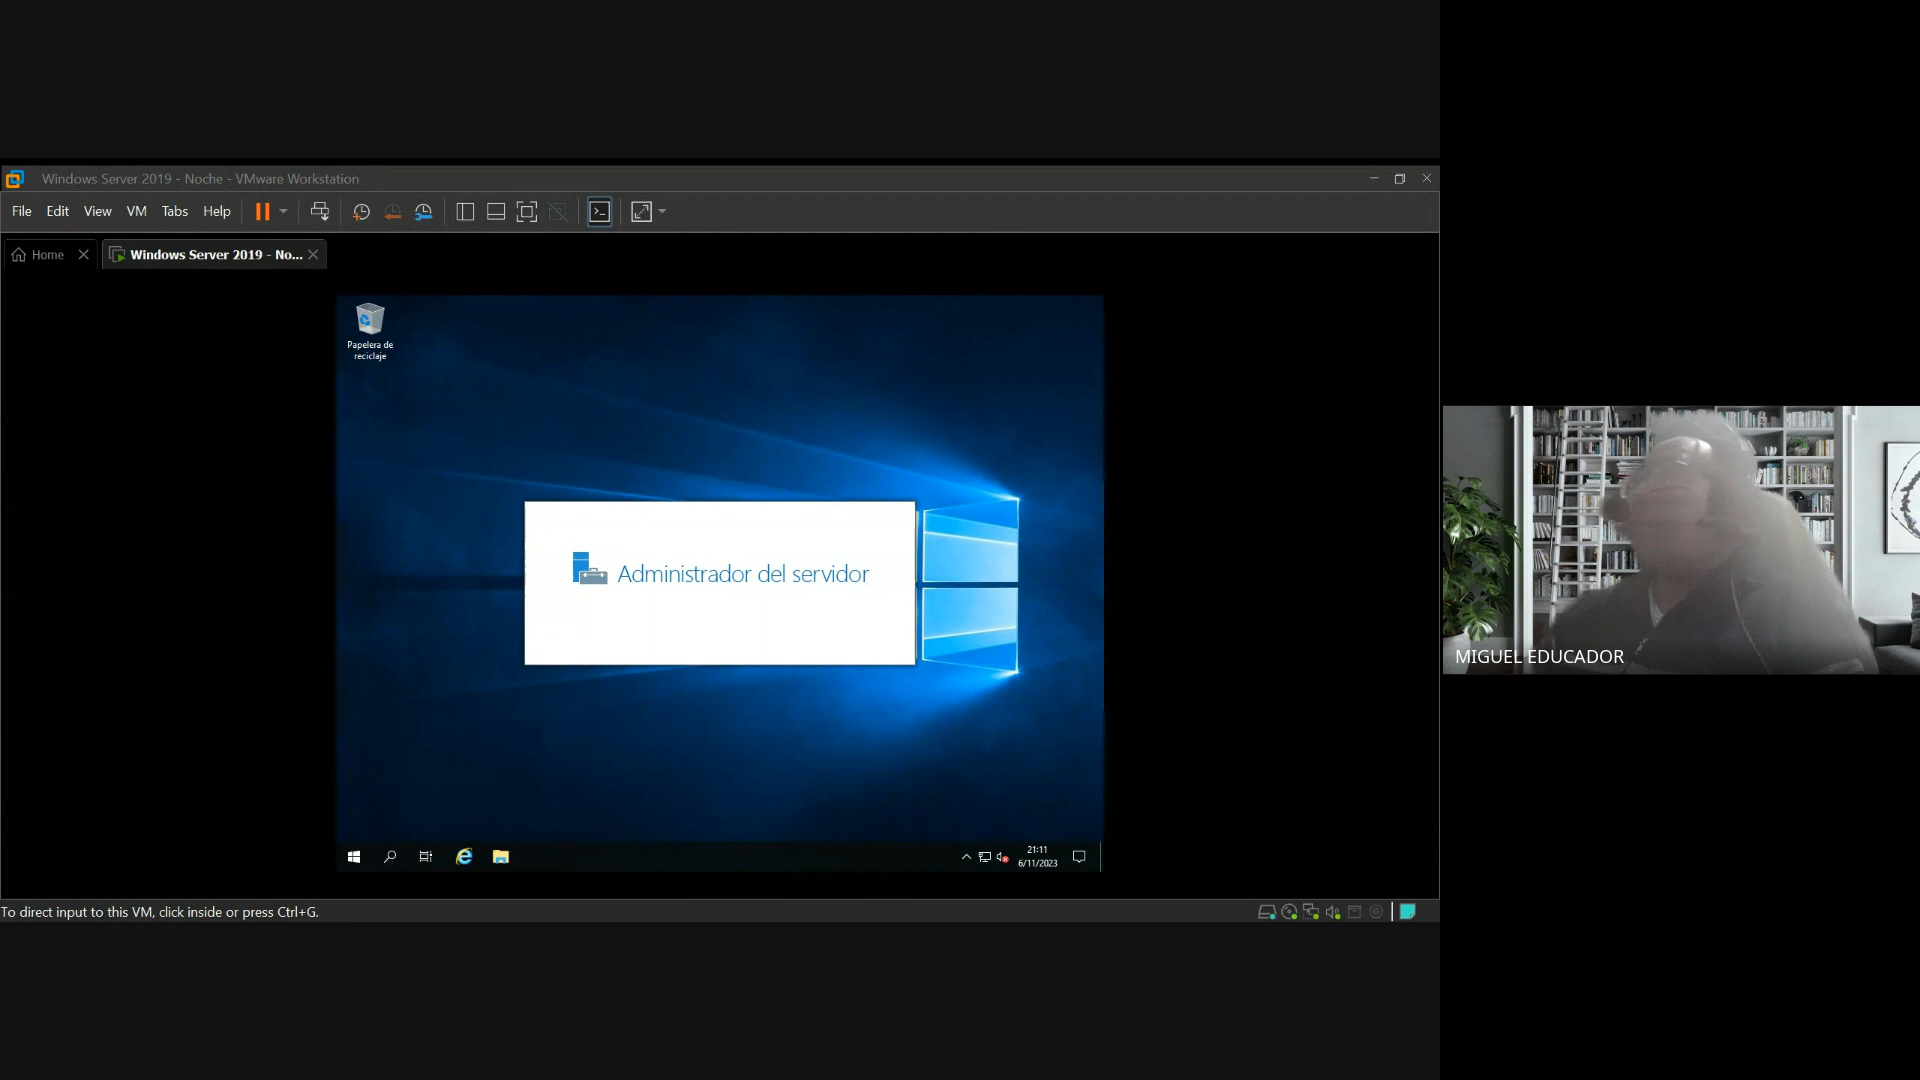 Windows Server 2019 - Noche - VMware Workstation
File Edit View VM Tabs Help
Home
Windows Server 2019 - No...
Papelera de
reciclaje
Administrador del servidor
21:11
6/11/2023
MIGUEL EDUCADOR
To direct input to this VM, click inside or press Ctrl+G.